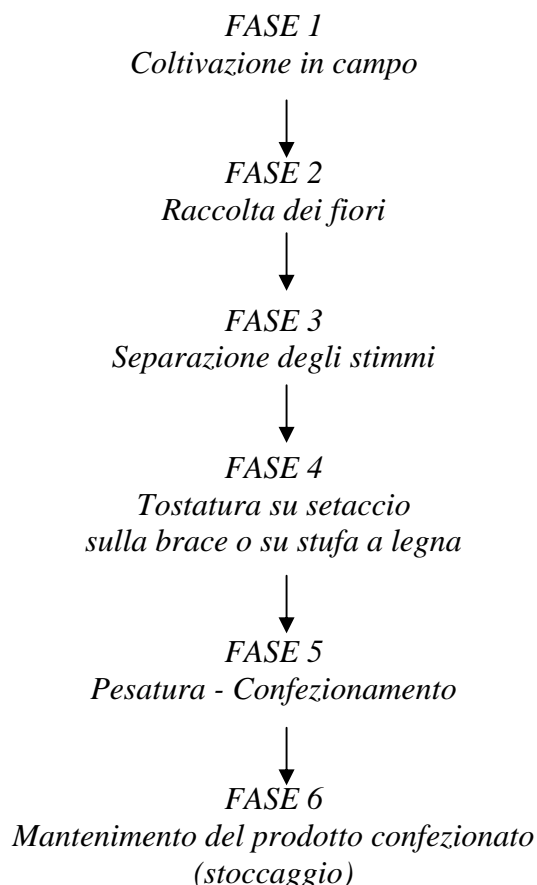 FASE 1
Coltivazione in campo
FASE 2
Raccolta dei fiori
FASE 3
Separazione degli stimmi
FASE 4
Tostatura su setaccio
sulla brace o su stufa a legna
FASE 5
Pesatura - Confezionamento
FASE 6
Mantenimento del prodotto confezionato
(stoccaggio)